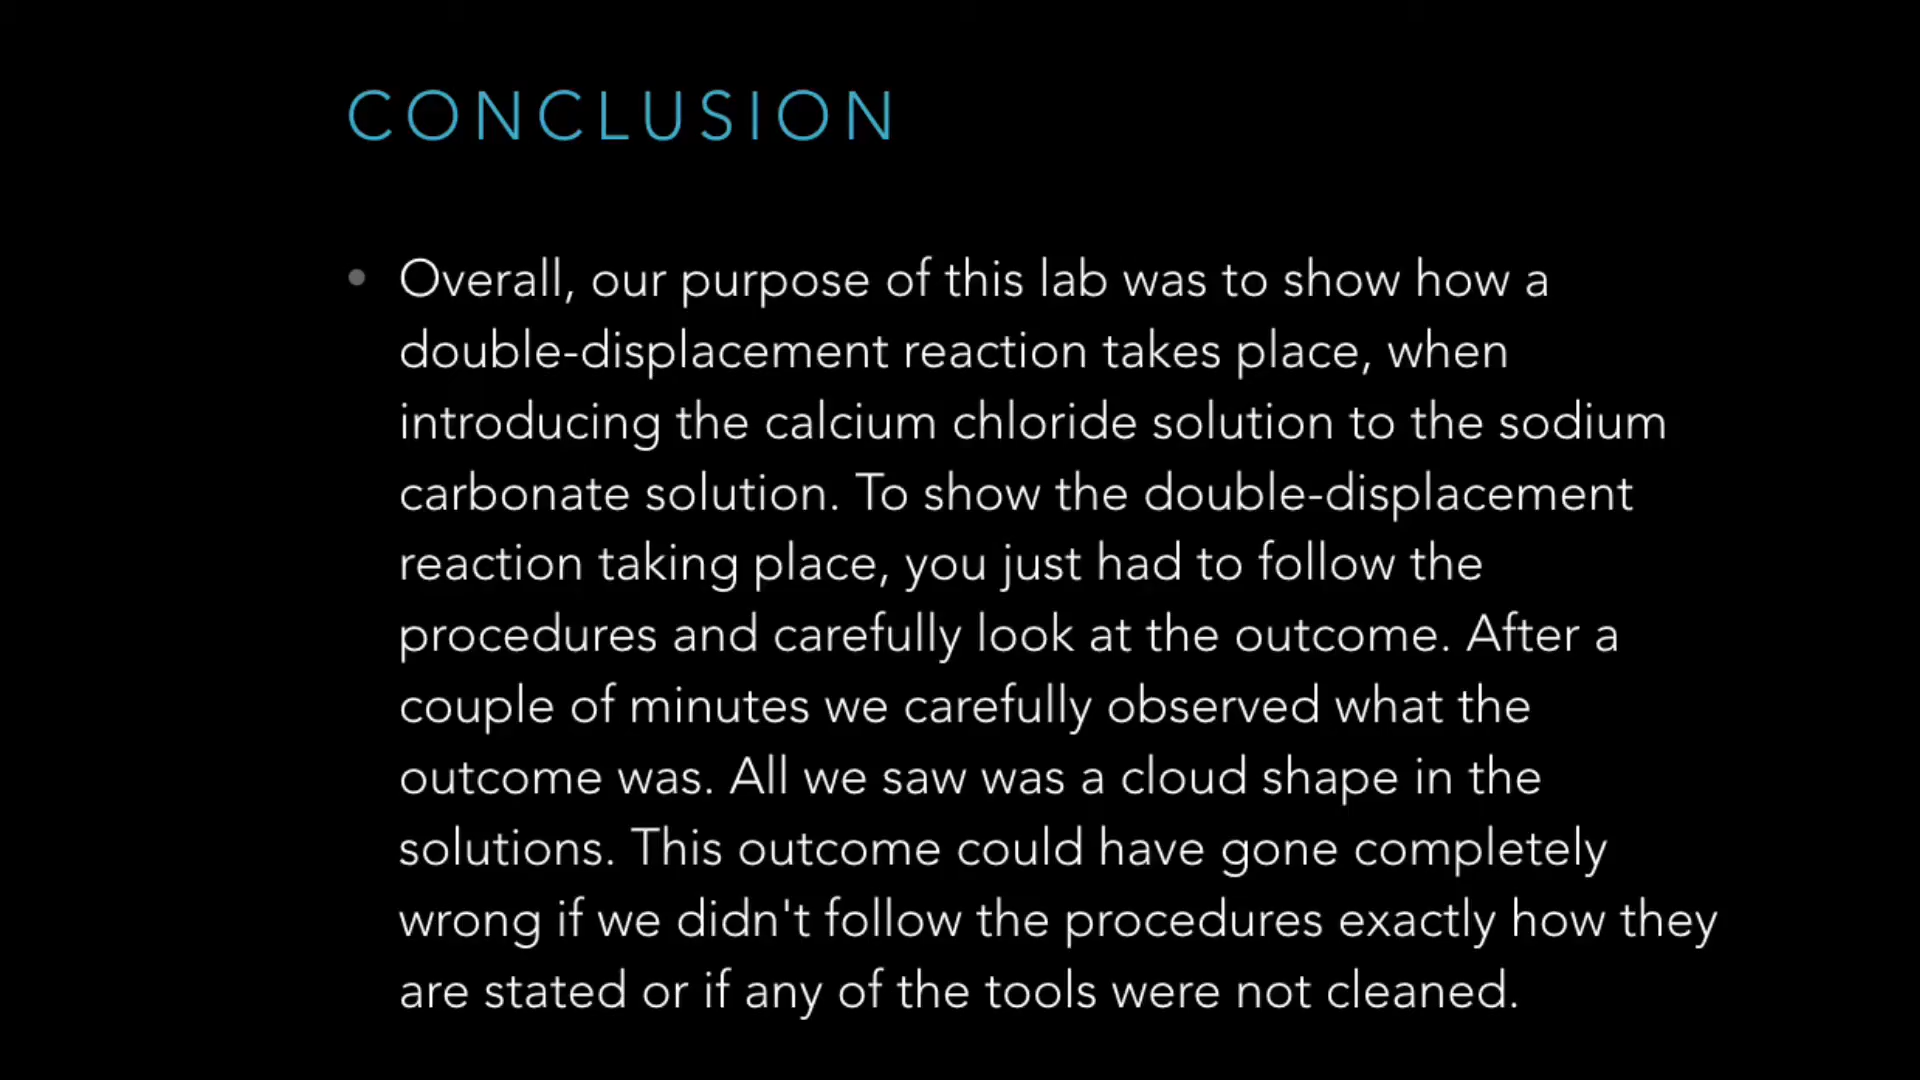 CONCLUSION
• Overall, our purpose of this lab was to show how a
double-displacement reaction takes place, when
introducing the calcium chloride solution to the sodium
carbonate solution. To show the double-displacement
reaction taking place, you just had to follow the
procedures and carefully look at the outcome. After a
couple of minutes we carefully observed what the
outcome was. All we saw was a cloud shape in the
solutions. This outcome could have gone completely
wrong if we didn't follow the procedures exactly how they
are stated or if any of the tools were not cleaned.